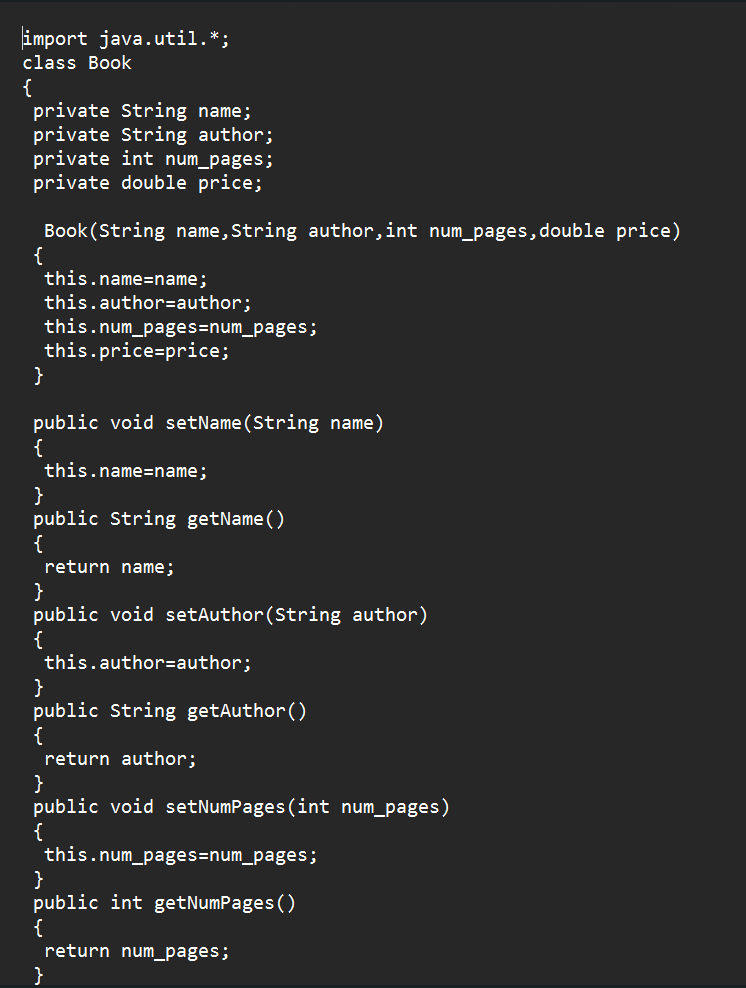 import java.util.*;
class Book
{
private String name;
private String author;
private int num_pages;
private double price;
Book(String name,String author,int num_pages,double price)
{
this.name=name;
this.author=author;
this.num_pages=num_pages;
this.price=price;
}
public void setName(String name)
{
this.name=name;
}
public String getName()
{
return name;
}
public void setAuthor(String author)
{
this.author=author;
}
public String getAuthor()
{
return author;
}
public void setNumPages(int num_pages)
{
this.num_pages=num_pages;
}
public int getNumPages()
{
return num_pages;
}